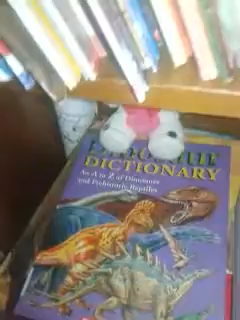 DICTIONARY
An A to Z of Dinosaurs
and Prehistoric Reptiles